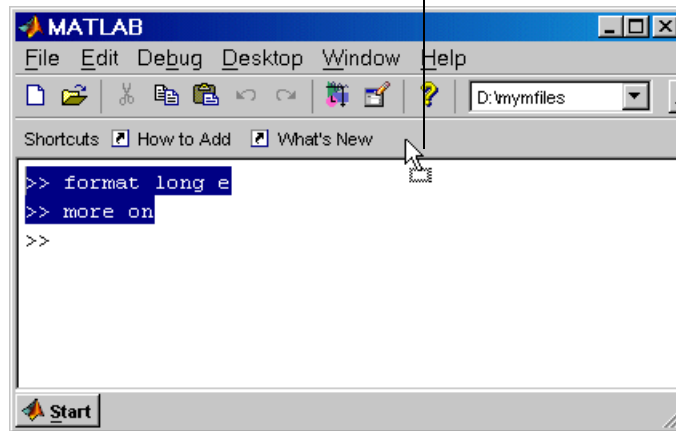 MATLAB
File Edit Debug Desktop Window Help
D:\mymfiles
Shortcuts How to Add What's New
>> format long e
>> more on
>>
Start